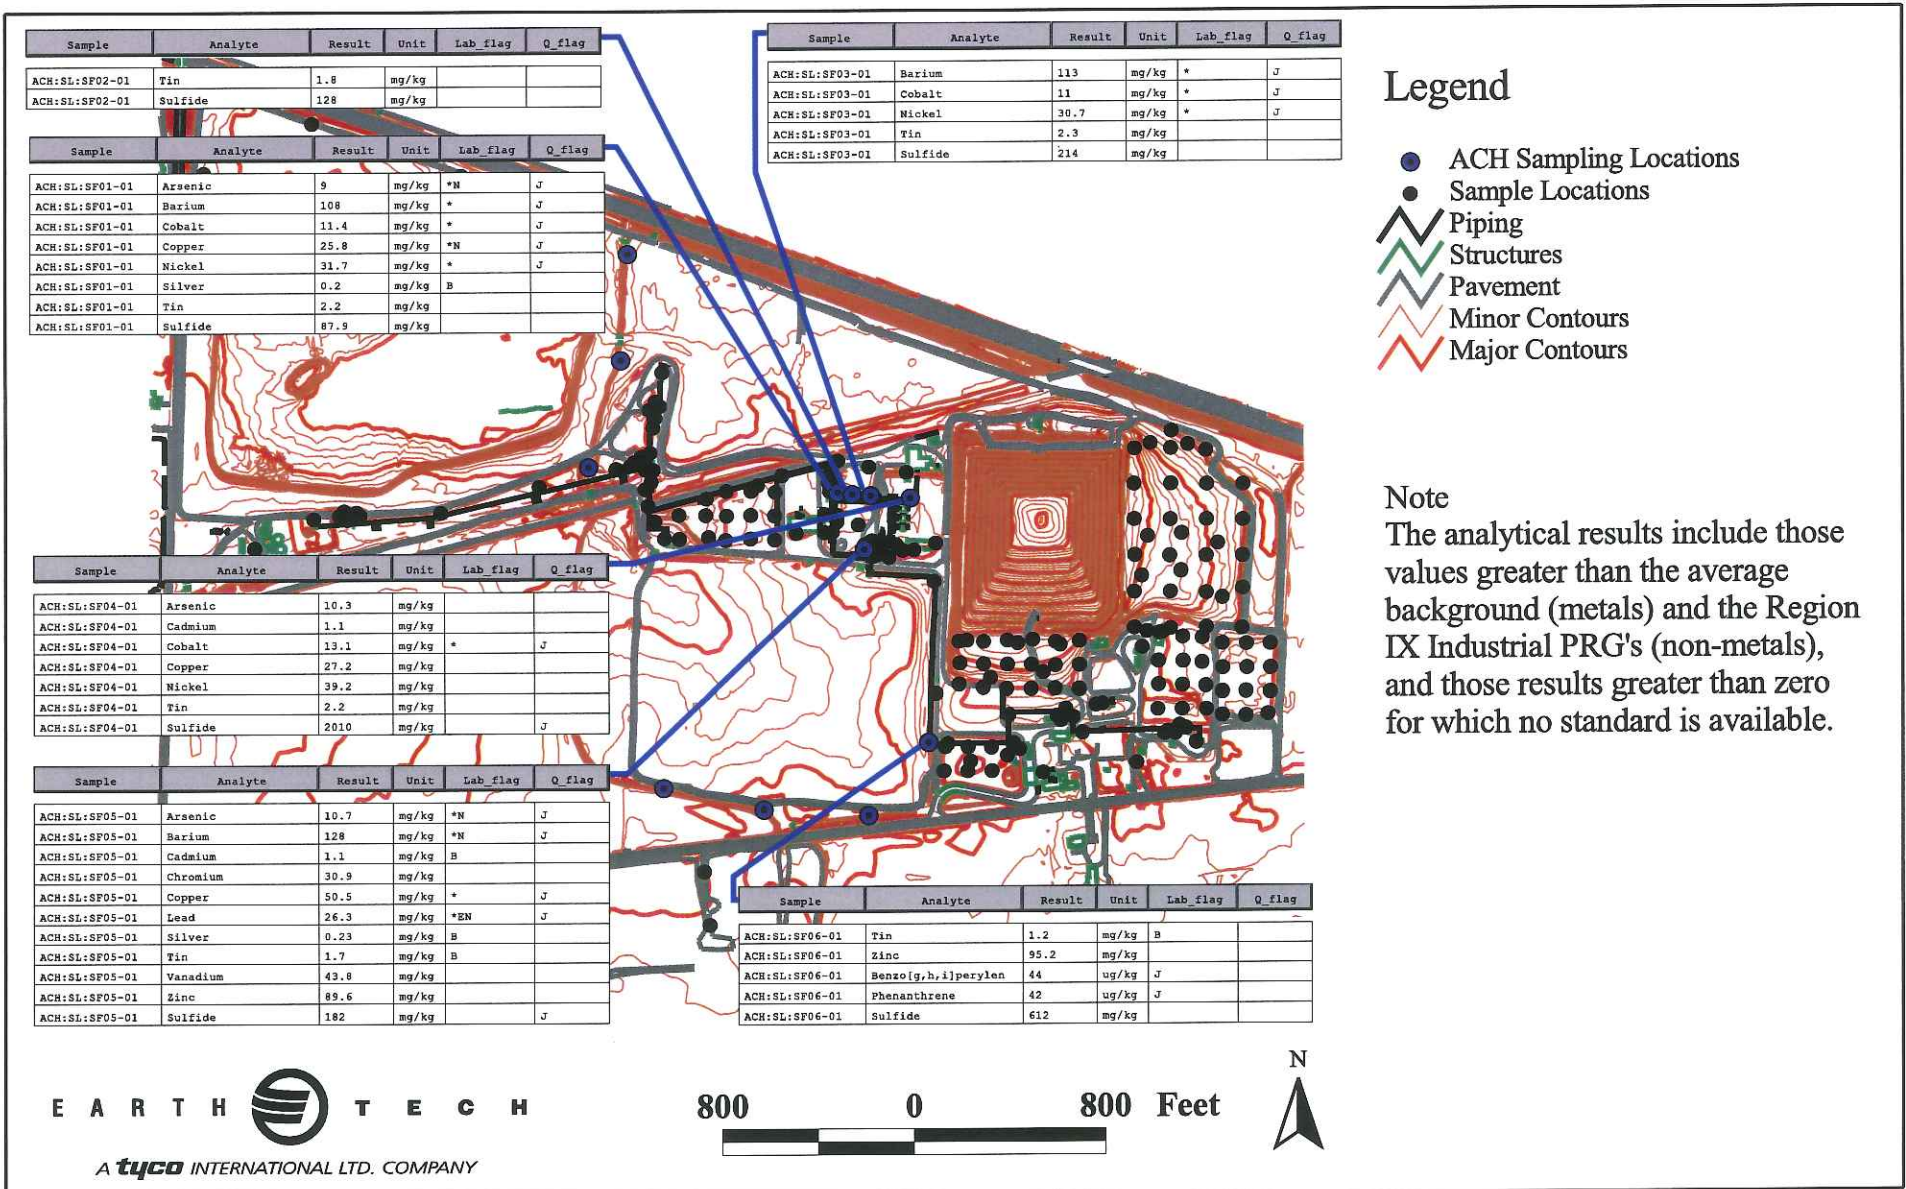 Sample Analyte Result Unit Lab_flag Q_flag
ACH:SL:SF02-01 Tin 1.8 mg/kg
ACH:SL:SF02-01 Sulfide 128 mg/kg
Sample Analyte Result Unit Lab_flag Q_flag
ACH:SL:SF01-01 Arsenic 9 mg/kg *N J
ACH:SL:SF01-01 Barium 108 mg/kg * J
ACH:SL:SF01-01 Cobalt 11.4 mg/kg * J
ACH:SL:SF01-01 Copper 25.8 mg/kg *N J
ACH:SL:SF01-01 Nickel 31.7 mg/kg * J
ACH:SL:SF01-01 Silver 0.2 mg/kg B
ACH:SL:SF01-01 Tin 2.2 mg/kg
ACH:SL:SF01-01 Sulfide 87.9 mg/kg
Sample Analyte Result Unit Lab_flag Q_flag
ACH:SL:SF03-01 Barium 113 mg/kg * J
ACH:SL:SF03-01 Cobalt 11 mg/kg * J
ACH:SL:SF03-01 Nickel 30.7 mg/kg * J
ACH:SL:SF03-01 Tin 2.3 mg/kg
ACH:SL:SF03-01 Sulfide 214 mg/kg
Sample Analyte Result Unit Lab_flag Q_flag
ACH:SL:SF04-01 Arsenic 10.3 mg/kg
ACH:SL:SF04-01 Cadmium 1.1 mg/kg
ACH:SL:SF04-01 Cobalt 13.1 mg/kg * J
ACH:SL:SF04-01 Copper 27.2 mg/kg
ACH:SL:SF04-01 Nickel 39.2 mg/kg
ACH:SL:SF04-01 Tin 2.2 mg/kg
ACH:SL:SF04-01 Sulfide 2010 mg/kg J
Sample Analyte Result Unit Lab_flag Q_flag
ACH:SL:SF05-01 Arsenic 10.7 mg/kg *N J
ACH:SL:SF05-01 Barium 128 mg/kg *N J
ACH:SL:SF05-01 Cadmium 1.1 mg/kg B
ACH:SL:SF05-01 Chromium 30.9 mg/kg
ACH:SL:SF05-01 Copper 50.5 mg/kg * J
ACH:SL:SF05-01 Lead 26.3 mg/kg *EN J
ACH:SL:SF05-01 Silver 0.23 mg/kg B
ACH:SL:SF05-01 Tin 1.7 mg/kg B
ACH:SL:SF05-01 Vanadium 43.8 mg/kg
ACH:SL:SF05-01 Zinc 89.6 mg/kg
ACH:SL:SF05-01 Sulfide 182 mg/kg J
Sample Analyte Result Unit Lab_flag Q_flag
ACH:SL:SF06-01 Tin 1.2 mg/kg B
ACH:SL:SF06-01 Zinc 95.2 mg/kg
ACH:SL:SF06-01 Benzo[g,h,i]perylen 44 ug/kg J
ACH:SL:SF06-01 Phenanthrene 42 ug/kg J
ACH:SL:SF06-01 Sulfide 612 mg/kg
Legend
ACH Sampling Locations
Sample Locations
Piping
Structures
Pavement
Minor Contours
Major Contours
Note
The analytical results include those
values greater than the average
background (metals) and the Region
IX Industrial PRG's (non-metals),
and those results greater than zero
for which no standard is available.
EARTH TECH
A tyco INTERNATIONAL LTD. COMPANY
800 0 800 Feet
N